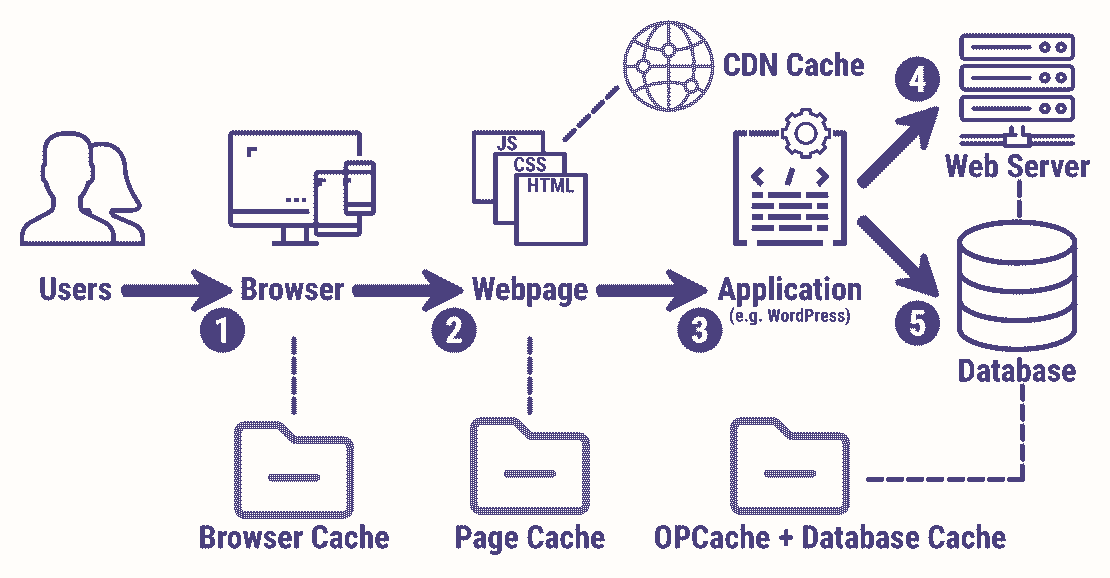 CDN Cache
4
JS
CSS
HTML
< / >
Web Server
Users
Browser
Webpage
Application
(e.g. WordPress)
1
2
3
5
Database
Browser Cache
Page Cache
OPCache + Database Cache